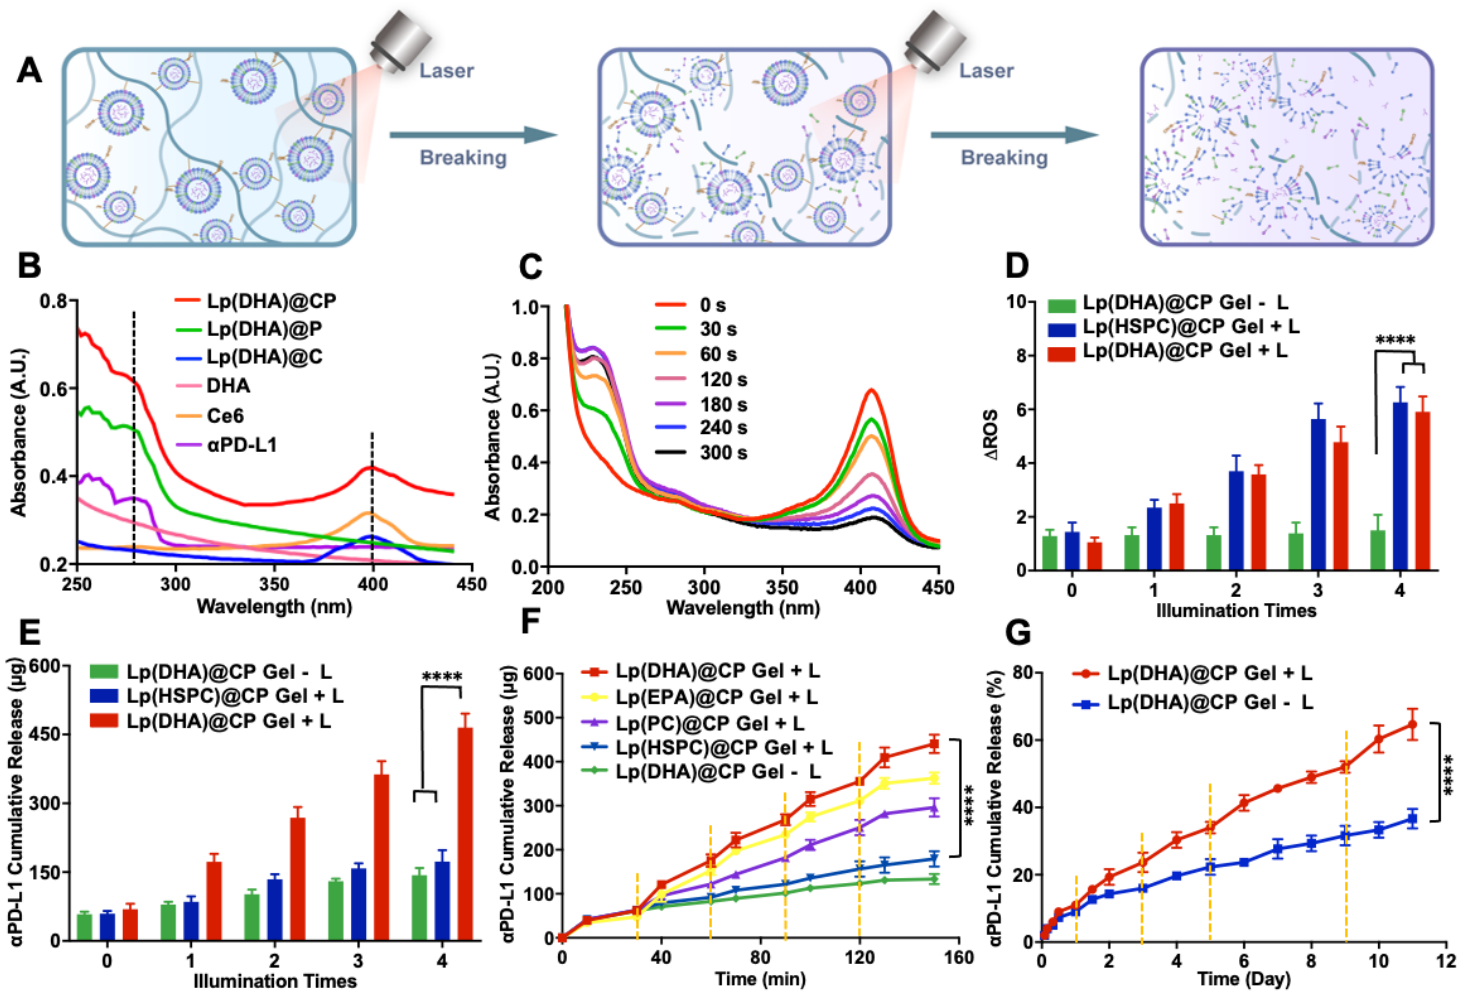 A
Laser
Breaking
Laser
Breaking
B
Lp(DHA)@CP
Lp(DHA)@P
Lp(DHA)@C
DHA
Ce6
αPD-L1
Absorbance (A.U.)
0.8
0.6
0.4
0.2
250 300 350 400 450
Wavelength (nm)
C
0 s
30 s
60 s
120 s
180 s
240 s
300 s
Absorbance (A.U.)
1.0
0.8
0.6
0.4
0.2
0.0
200 250 300 350 400 450
Wavelength (nm)
D
Lp(DHA)@CP Gel - L
Lp(HSPC)@CP Gel + L
Lp(DHA)@CP Gel + L
****
ΔROS
10
8
6
4
2
0
0 1 2 3 4
Illumination Times
E
Lp(DHA)@CP Gel - L
Lp(HSPC)@CP Gel + L
Lp(DHA)@CP Gel + L
****
αPD-L1 Cumulative Release (μg)
600
450
300
150
0
0 1 2 3 4
Illumination Times
F
Lp(DHA)@CP Gel + L
Lp(EPA)@CP Gel + L
Lp(PC)@CP Gel + L
Lp(HSPC)@CP Gel + L
Lp(DHA)@CP Gel - L
****
αPD-L1 Cumulative Release (μg)
600
500
400
300
200
100
0
0 40 80 120 160
Time (min)
G
Lp(DHA)@CP Gel + L
Lp(DHA)@CP Gel - L
****
αPD-L1 Cumulative Release (%)
80
60
40
20
0
0 2 4 6 8 10 12
Time (Day)